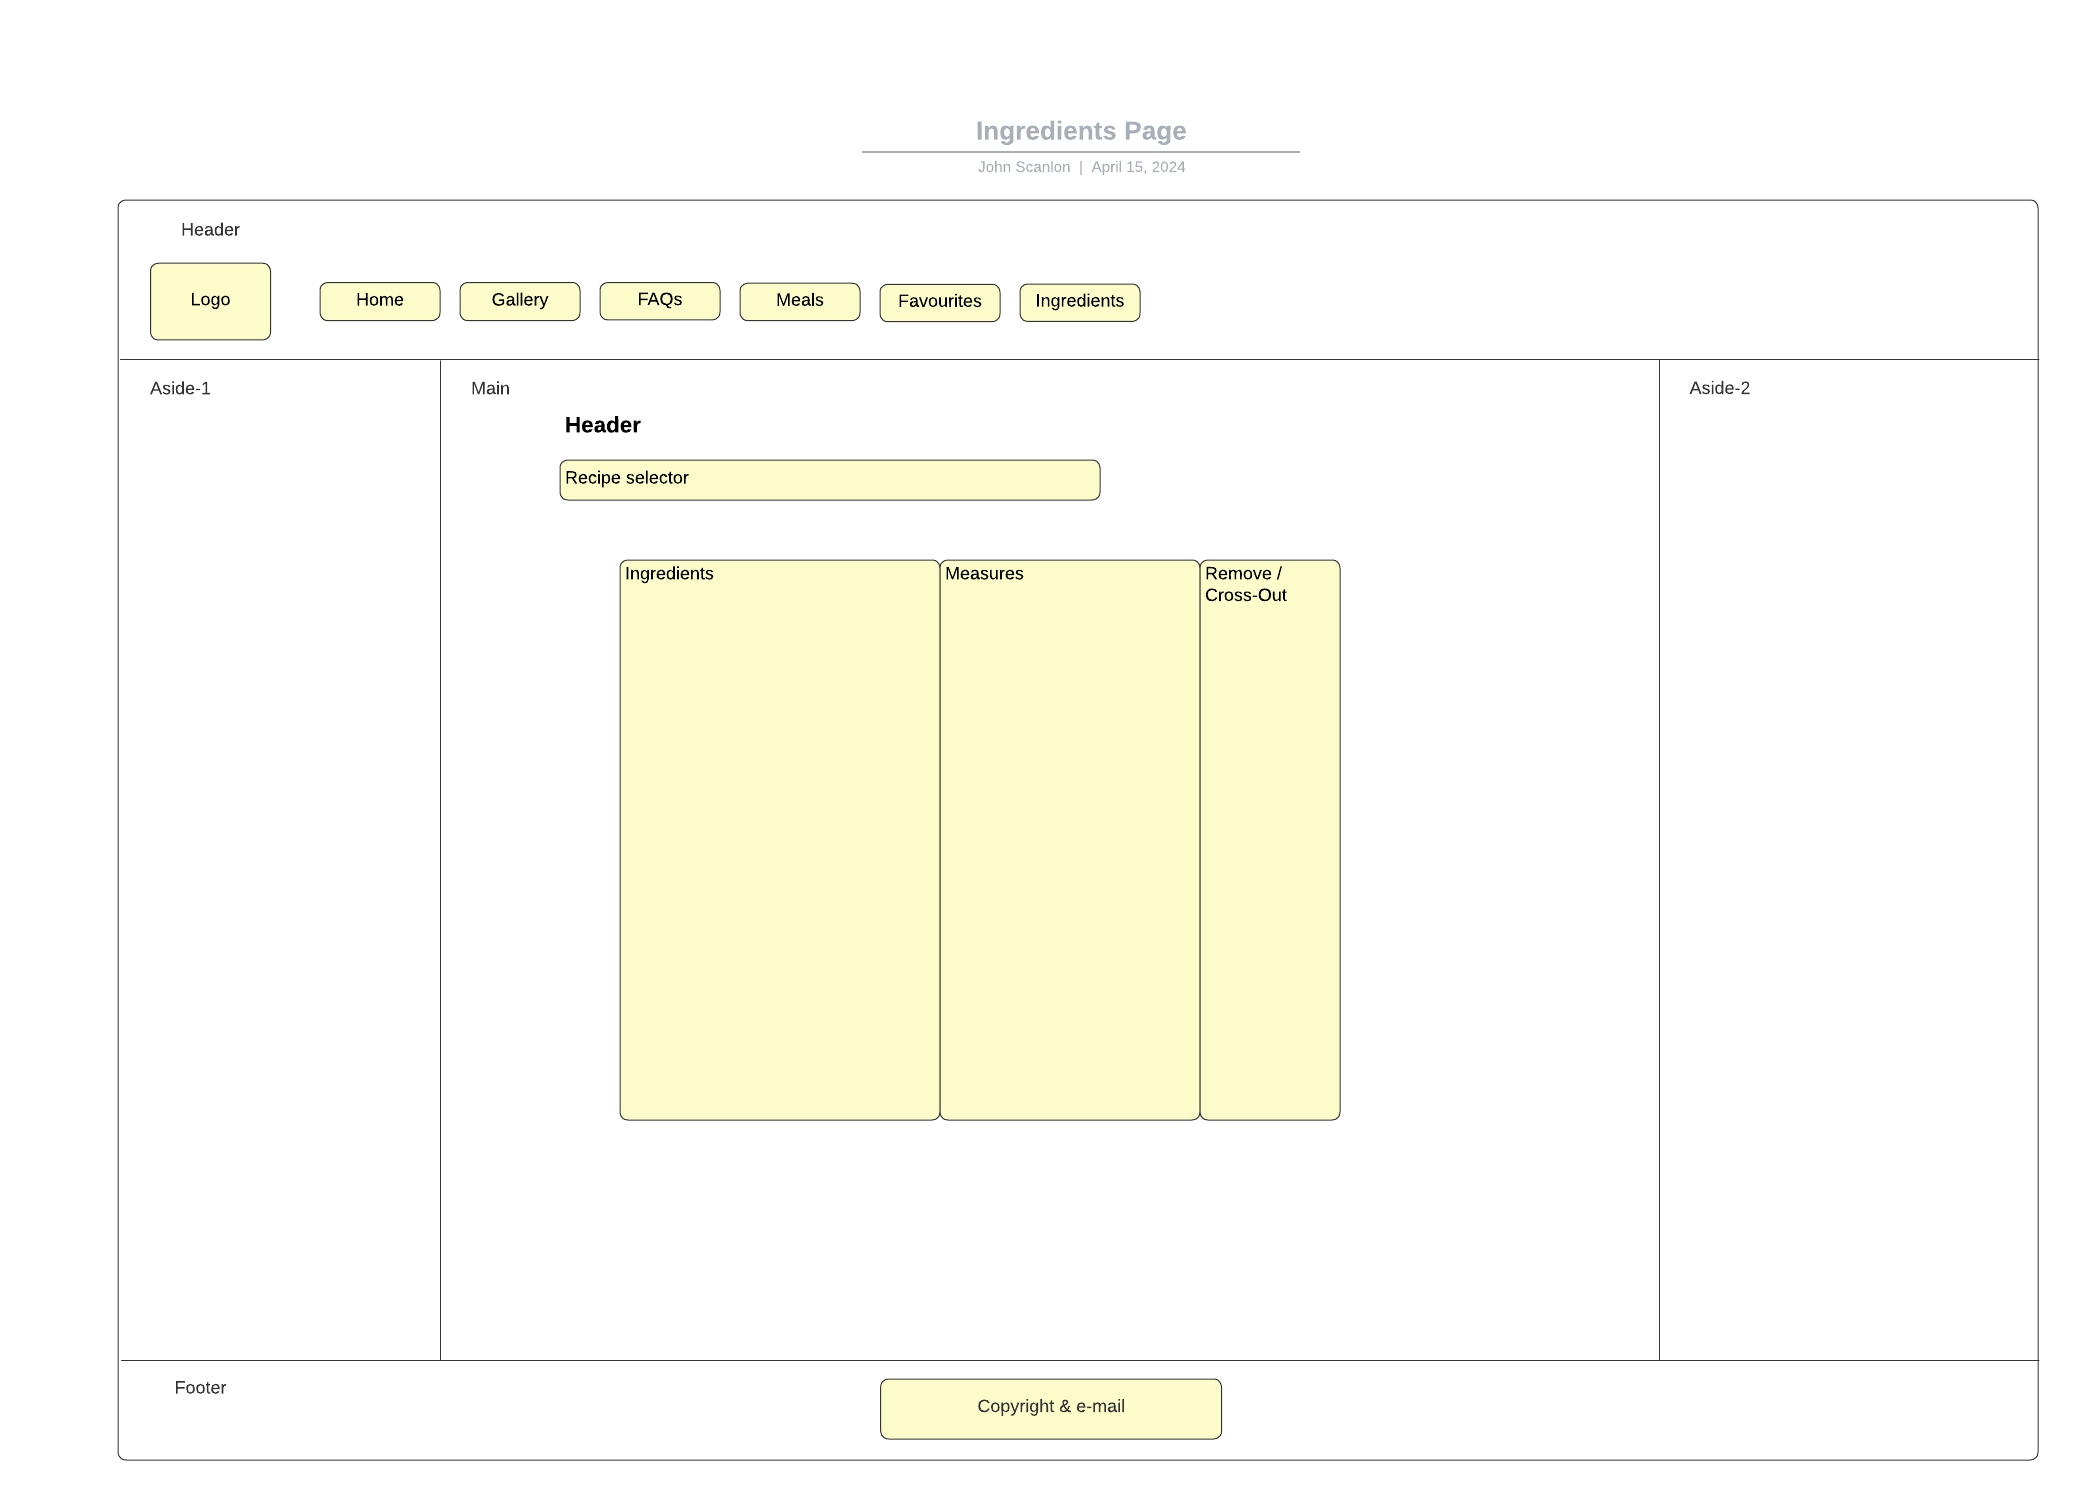 Ingredients Page
John Scanlon | April 15, 2024
Header
Logo
Home
Gallery
FAQs
Meals
Favourites
Ingredients
Aside-1
Main
Aside-2
Header
Recipe selector
Ingredients
Measures
Remove /
Cross-Out
Footer
Copyright & e-mail